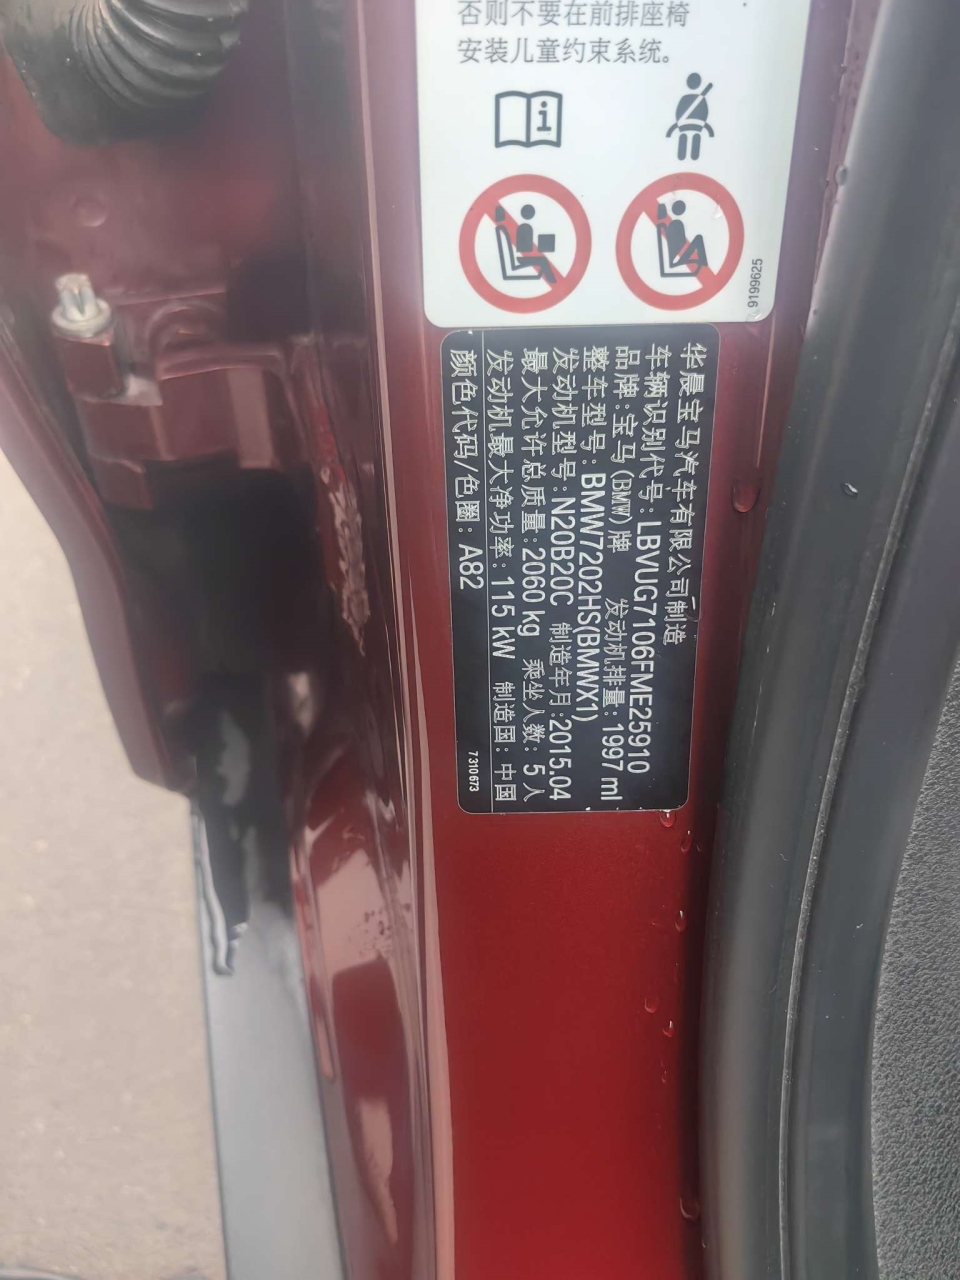 否则不要在前排座椅
安装儿童约束系统。
9199625
华晨宝马汽车有限公司制造
车辆识别代号:LBVUG7106FME25910
品牌:宝马(BMW)牌 发动机排量:1997 ml
整车型号:BMW7202HS(BMWX1)
发动机型号:N20B20C 制造年月:2015.04
最大允许总质量:2060 kg 乘坐人数: 5人
发动机最大净功率:115 kW 制造国: 中国
颜色代码/色圈: A82
7310673